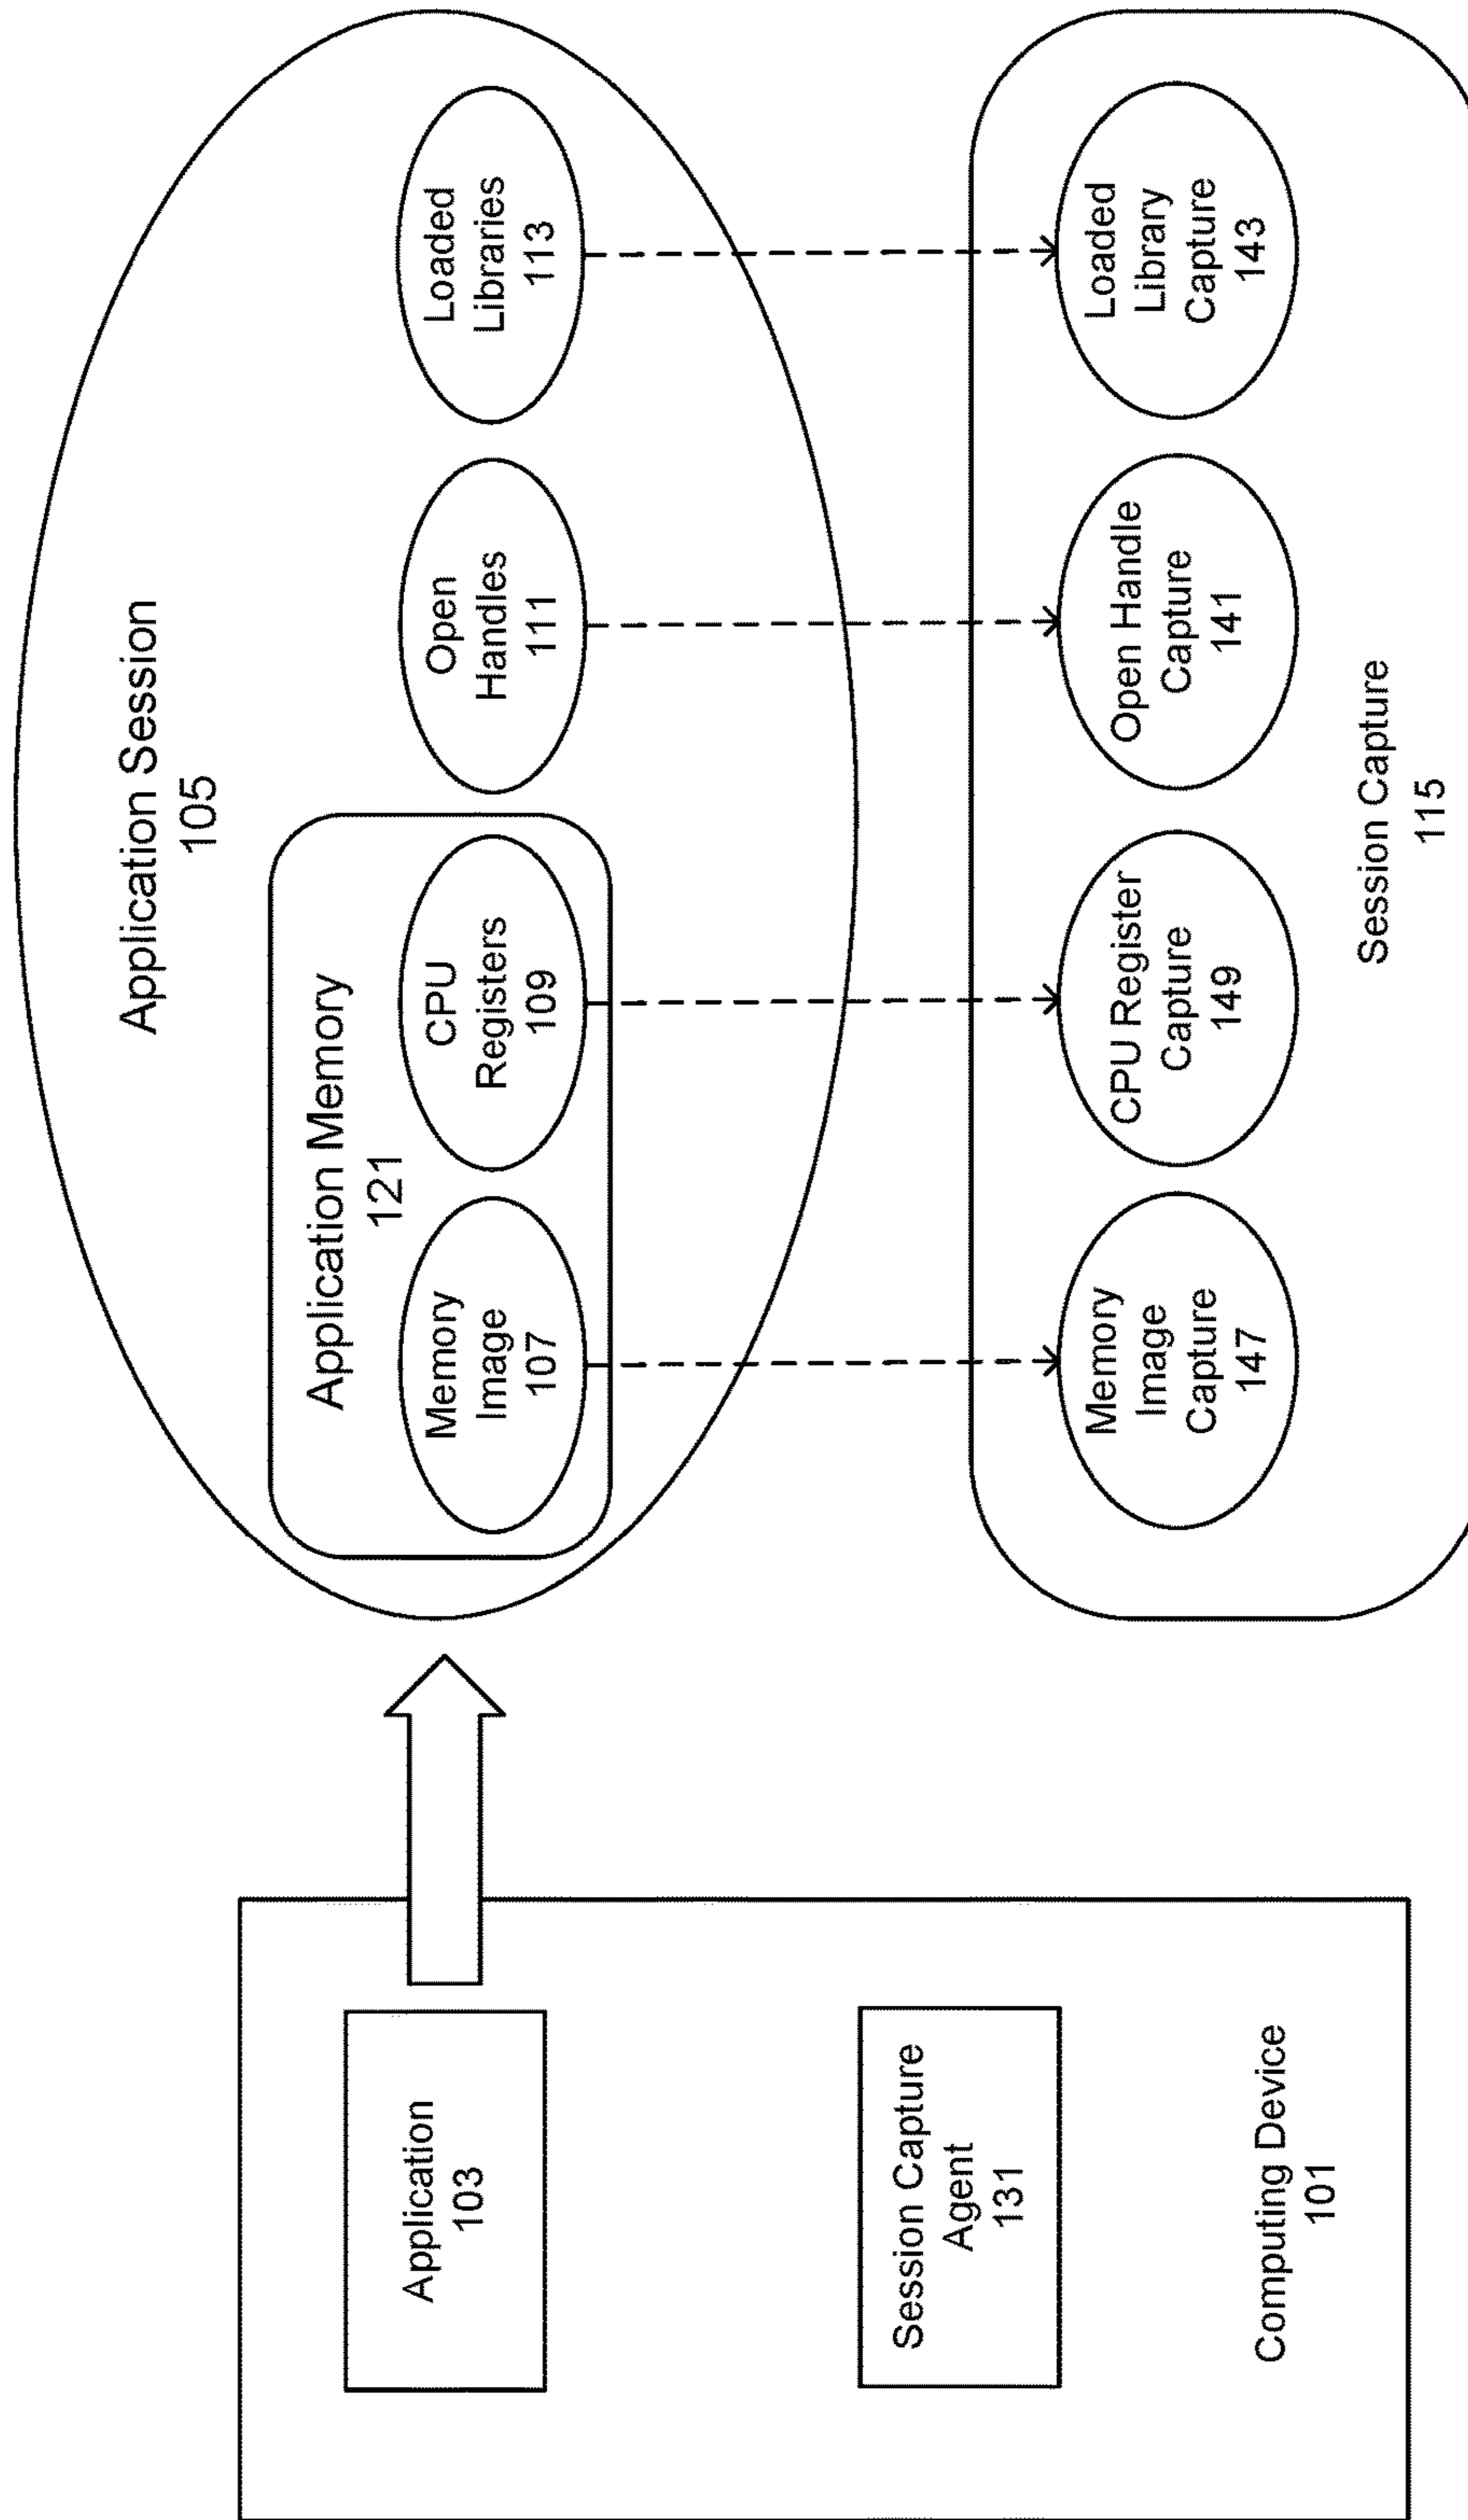 Application
103
Session Capture
Agent
131
Computing Device
101
Application Session
105
Application Memory
121
Memory
Image
107
CPU
Registers
109
Open
Handles
111
Loaded
Libraries
113
Memory
Image
Capture
147
CPU Register
Capture
149
Open Handle
Capture
141
Loaded
Library
Capture
143
Session Capture
115